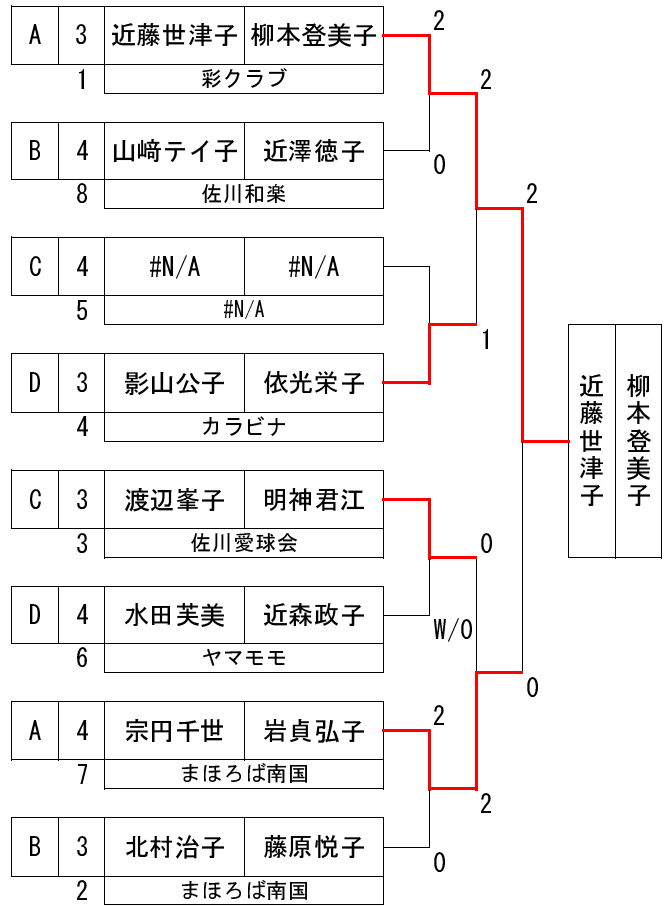 A 3 近藤世津子 柳本登美子
1 彩クラブ
2
2
B 4 山﨑テイ子 近澤徳子
0
8 佐川和楽
2
C 4 #N/A #N/A
5 #N/A
1
D 3 影山公子 依光栄子
4 カラビナ
近藤世津子
柳本登美子
C 3 渡辺峯子 明神君江
3 佐川愛球会
0
D 4 水田芙美 近森政子
W/O
6 ヤマモモ
0
A 4 宗円千世 岩貞弘子
2
7 まほろば南国
2
B 3 北村治子 藤原悦子
0
2 まほろば南国